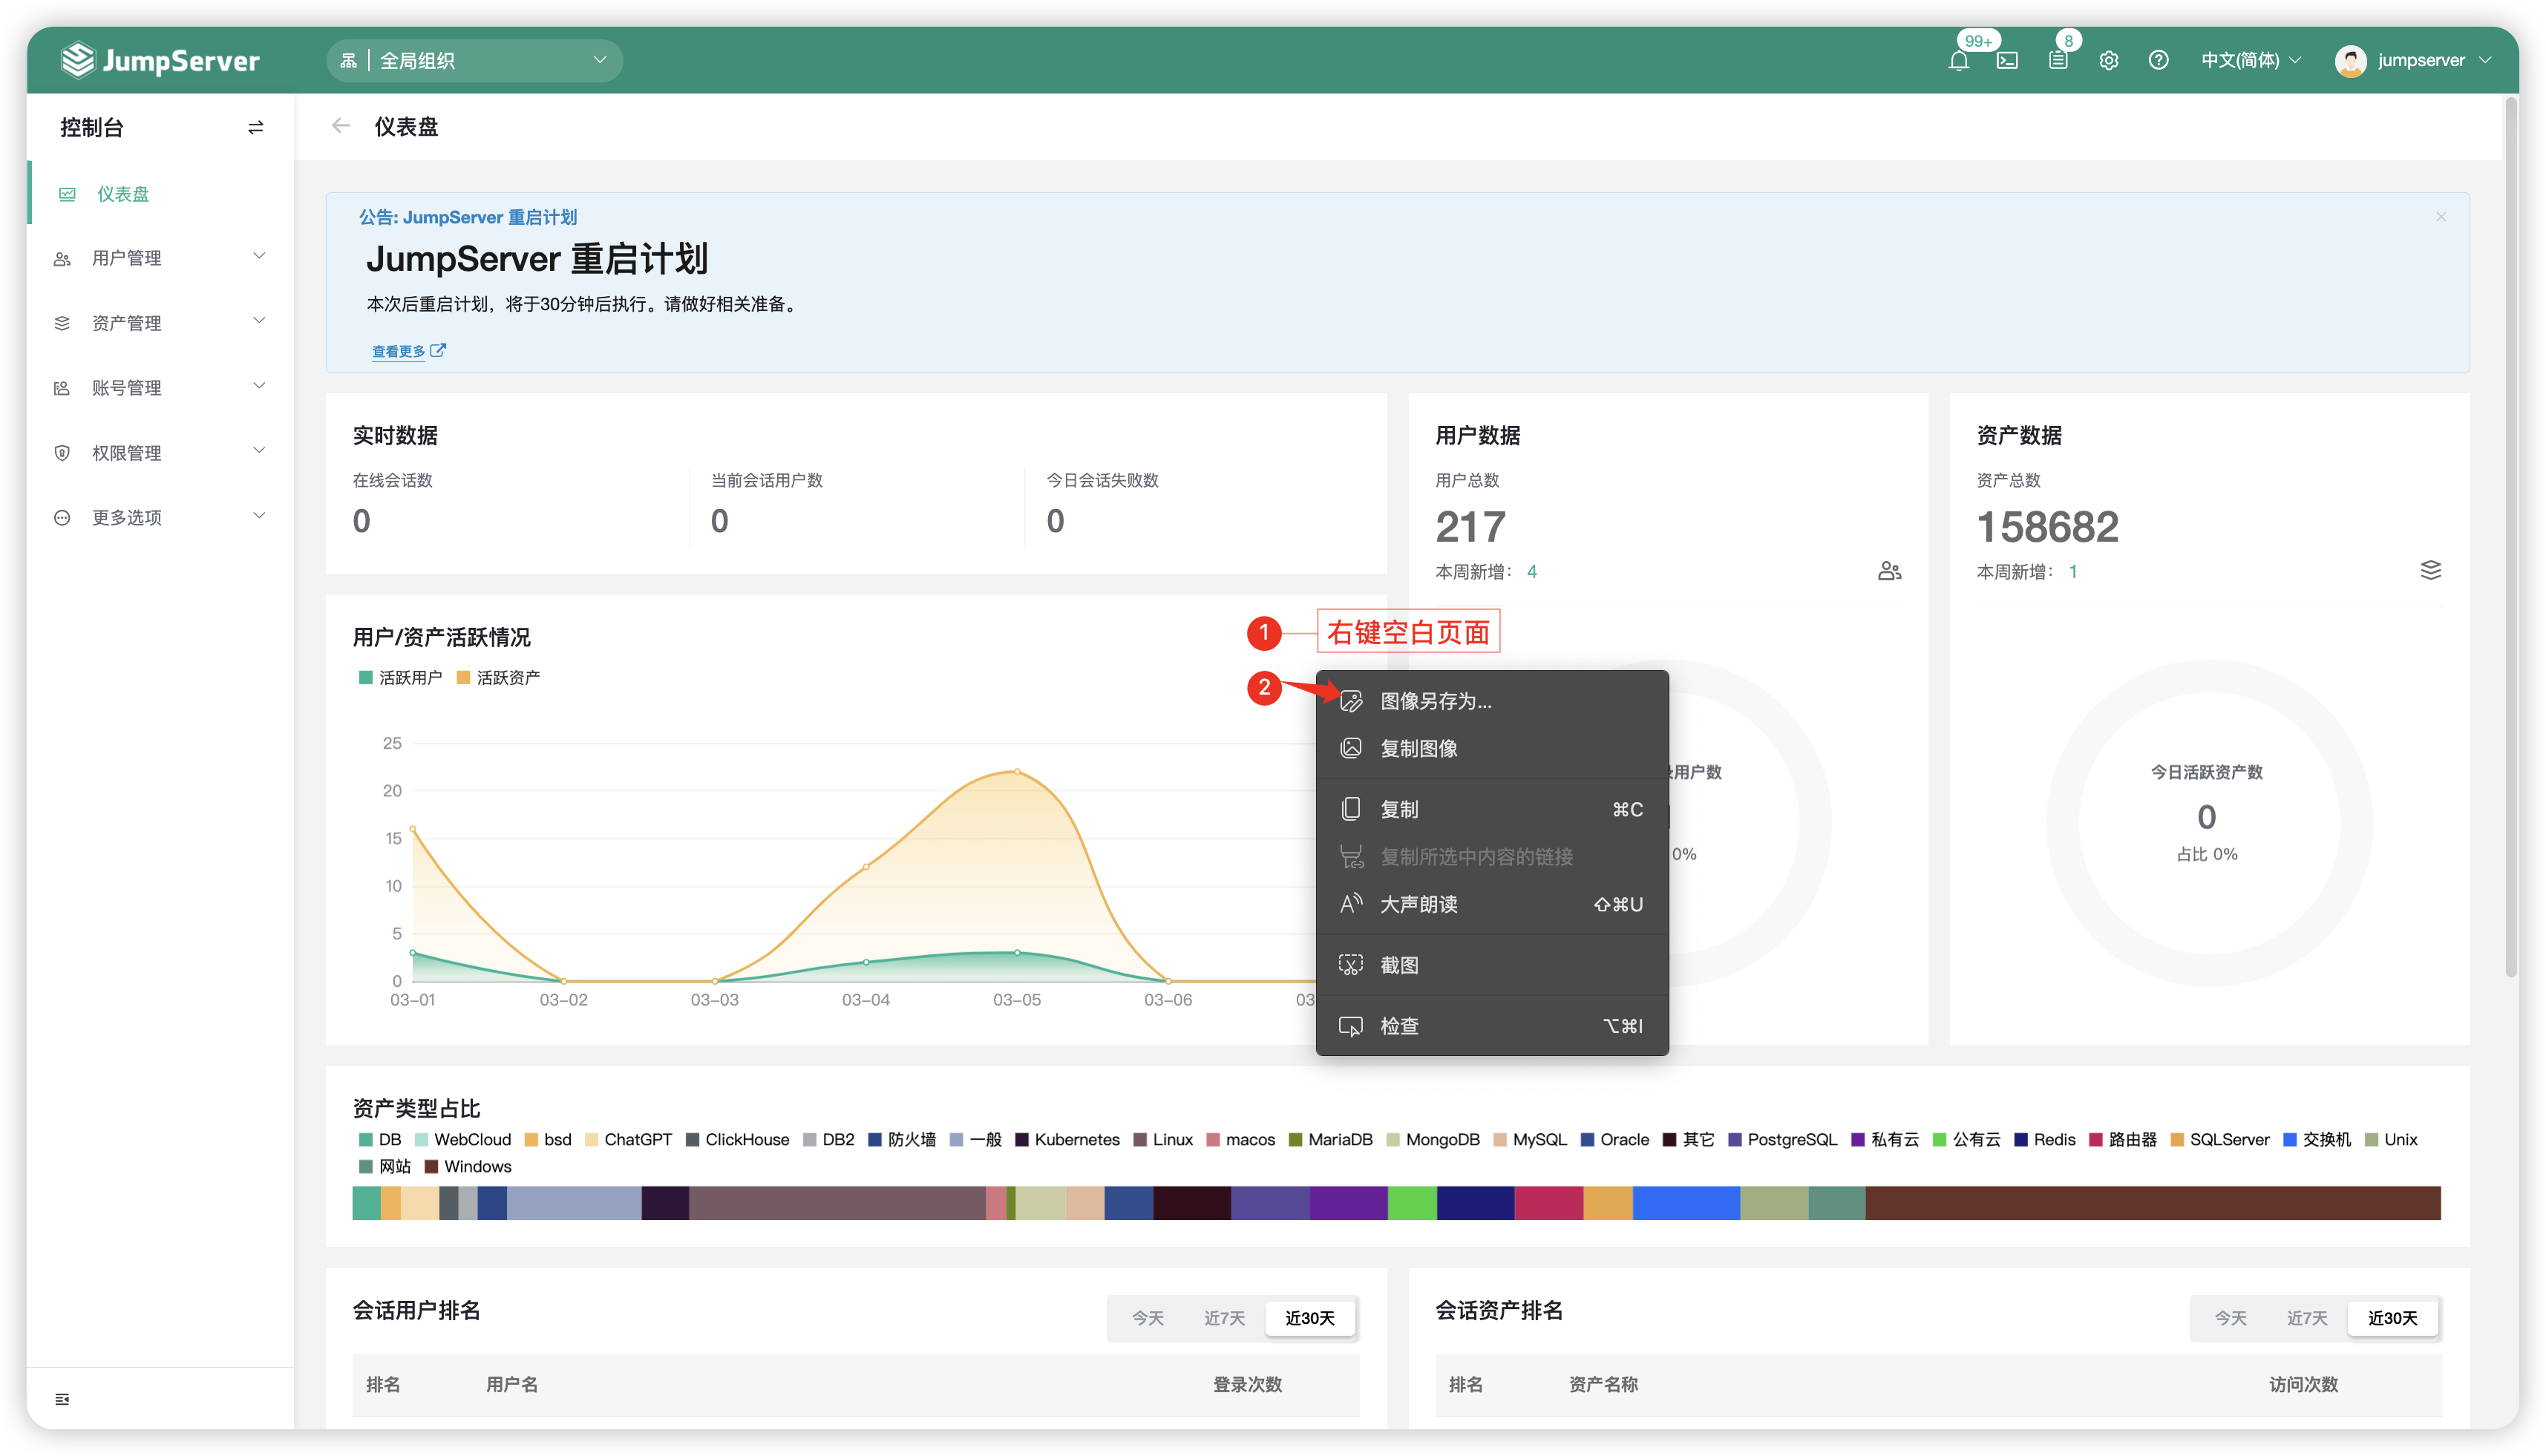 JumpServer
全局组织
99+
8
中文(简体)
jumpserver
控制台
仪表盘
仪表盘
用户管理
资产管理
账号管理
权限管理
更多选项
公告: JumpServer 重启计划
JumpServer 重启计划
本次后重启计划，将于30分钟后执行。请做好相关准备。
查看更多
实时数据
在线会话数
0
当前会话用户数
0
今日会话失败数
0
用户数据
用户总数
217
本周新增： 4
资产数据
资产总数
158682
本周新增： 1
用户/资产活跃情况
活跃用户 活跃资产
25
20
15
10
5
0
03-01 03-02 03-03 03-04 03-05 03-06 03
1 右键空白页面
2
图像另存为...
复制图像
复制 ⌘C
复制所选中内容的链接
大声朗读 ⇧⌘U
截图
检查 ⌥⌘I
用户数
0%
今日活跃资产数
0
占比 0%
资产类型占比
DB WebCloud bsd ChatGPT ClickHouse DB2 防火墙 一般 Kubernetes Linux macos MariaDB MongoDB MySQL Oracle 其它 PostgreSQL 私有云 公有云 Redis 路由器 SQLServer 交换机 Unix
网站 Windows
会话用户排名
今天 近7天 近30天
排名 用户名 登录次数
会话资产排名
今天 近7天 近30天
排名 资产名称 访问次数